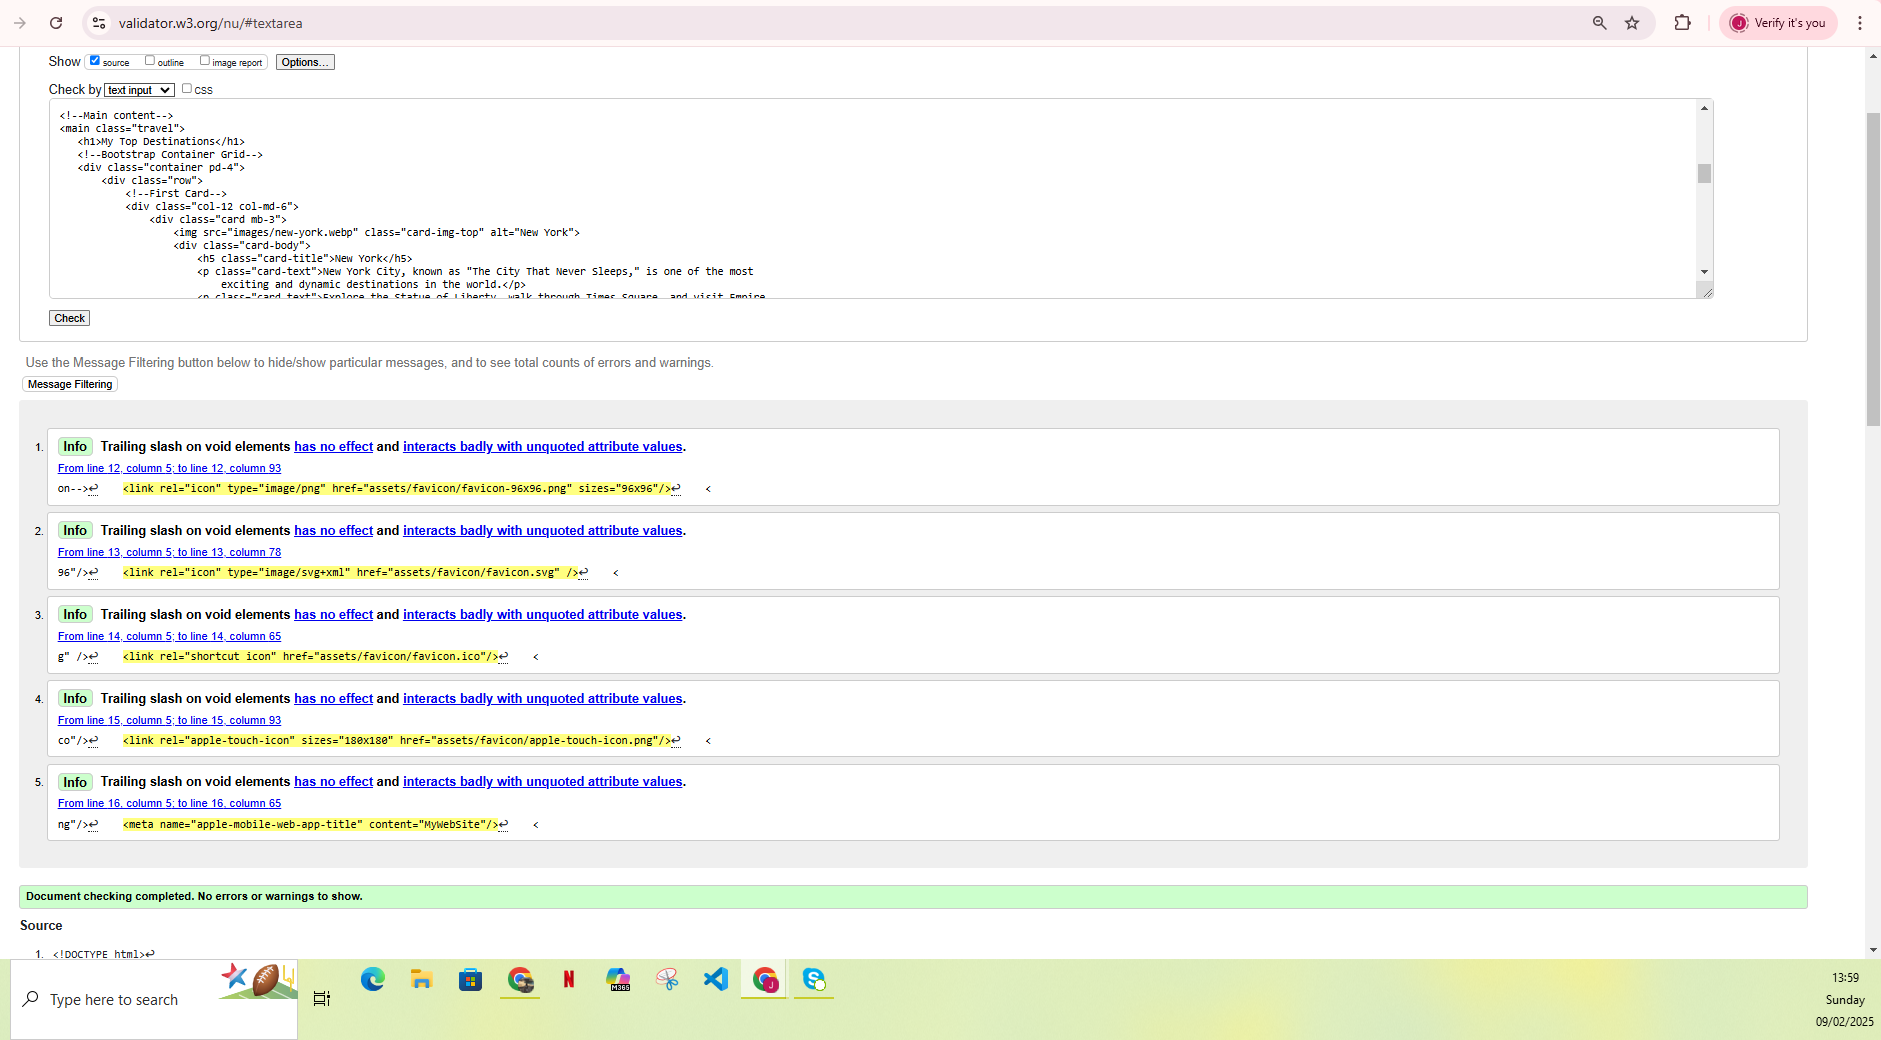 validator.w3.org/nu/#textarea
Verify it's you
Show source outline image report Options...
Check by text input css
<!--Main content-->
<main class="travel">
<h1>My Top Destinations</h1>
<!--Bootstrap Container Grid-->
<div class="container pd-4">
<div class="row">
<!--First Card-->
<div class="col-12 col-md-6">
<div class="card mb-3">
<img src="images/new-york.webp" class="card-img-top" alt="New York">
<div class="card-body">
<h5 class="card-title">New York</h5>
<p class="card-text">New York City, known as "The City That Never Sleeps," is one of the most
exciting and dynamic destinations in the world.</p>
<p class="card-text">Explore the Statue of Liberty, walk through Times Square, and visit Empire
Check
Use the Message Filtering button below to hide/show particular messages, and to see total counts of errors and warnings.
Message Filtering
1. Info Trailing slash on void elements has no effect and interacts badly with unquoted attribute values.
From line 12, column 5; to line 12, column 93
on-->↩ <link rel="icon" type="image/png" href="assets/favicon/favicon-96x96.png" sizes="96x96"/>↩ <
2. Info Trailing slash on void elements has no effect and interacts badly with unquoted attribute values.
From line 13, column 5; to line 13, column 78
96"/>↩ <link rel="icon" type="image/svg+xml" href="assets/favicon/favicon.svg" />↩ <
3. Info Trailing slash on void elements has no effect and interacts badly with unquoted attribute values.
From line 14, column 5; to line 14, column 65
g" />↩ <link rel="shortcut icon" href="assets/favicon/favicon.ico"/>↩ <
4. Info Trailing slash on void elements has no effect and interacts badly with unquoted attribute values.
From line 15, column 5; to line 15, column 93
co"/>↩ <link rel="apple-touch-icon" sizes="180x180" href="assets/favicon/apple-touch-icon.png"/>↩ <
5. Info Trailing slash on void elements has no effect and interacts badly with unquoted attribute values.
From line 16, column 5; to line 16, column 65
ng"/>↩ <meta name="apple-mobile-web-app-title" content="MyWebSite"/>↩ <
Document checking completed. No errors or warnings to show.
Source
1. <!DOCTYPE html>↩
Type here to search
N
M365
J
S
13:59
Sunday
09/02/2025